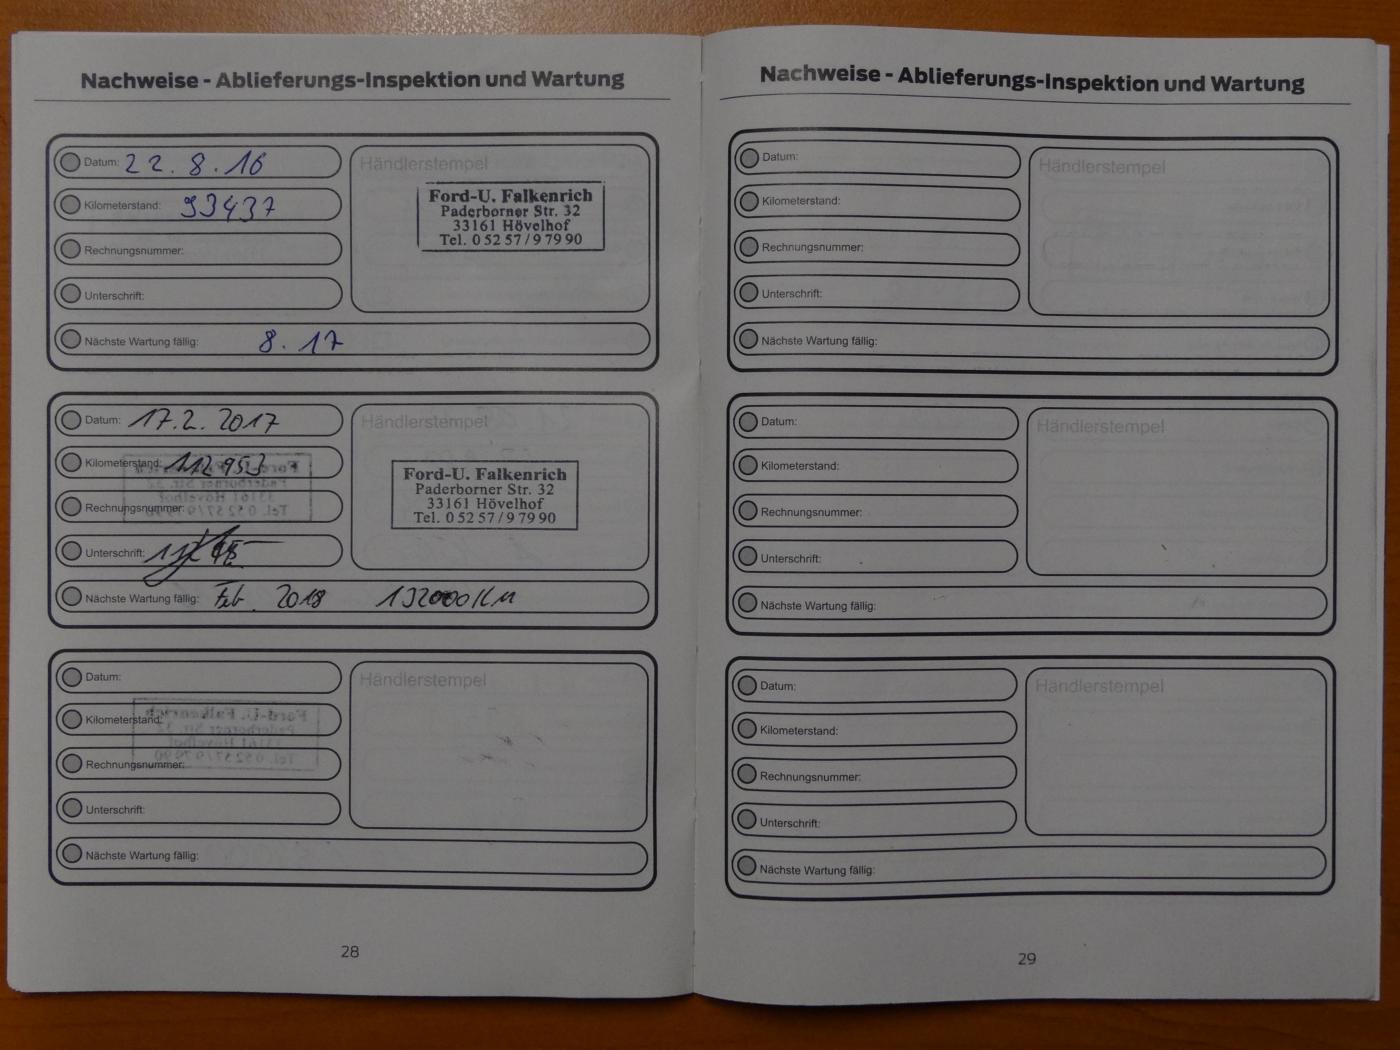 Nachweise - Ablieferungs-Inspektion und Wartung
Datum: 22.8.16
Kilometerstand: 93437
Rechnungsnummer:
Unterschrift:
Nächste Wartung fällig: 8.17
Händlerstempel
Ford-U. Falkenrich
Paderborner Str. 32
33161 Hövelhof
Tel. 0 52 57 / 9 79 90
Datum: 17.2.2017
Kilometerstand: 112953
Rechnungsnummer:
Unterschrift:
Nächste Wartung fällig: Feb. 2018 132000 KM
Händlerstempel
Ford-U. Falkenrich
Paderborner Str. 32
33161 Hövelhof
Tel. 0 52 57 / 9 79 90
Datum:
Kilometerstand:
Rechnungsnummer:
Unterschrift:
Nächste Wartung fällig:
Händlerstempel
28
Nachweise - Ablieferungs-Inspektion und Wartung
Datum:
Kilometerstand:
Rechnungsnummer:
Unterschrift:
Nächste Wartung fällig:
Händlerstempel
Datum:
Kilometerstand:
Rechnungsnummer:
Unterschrift:
Nächste Wartung fällig:
Händlerstempel
Datum:
Kilometerstand:
Rechnungsnummer:
Unterschrift:
Nächste Wartung fällig:
Händlerstempel
29